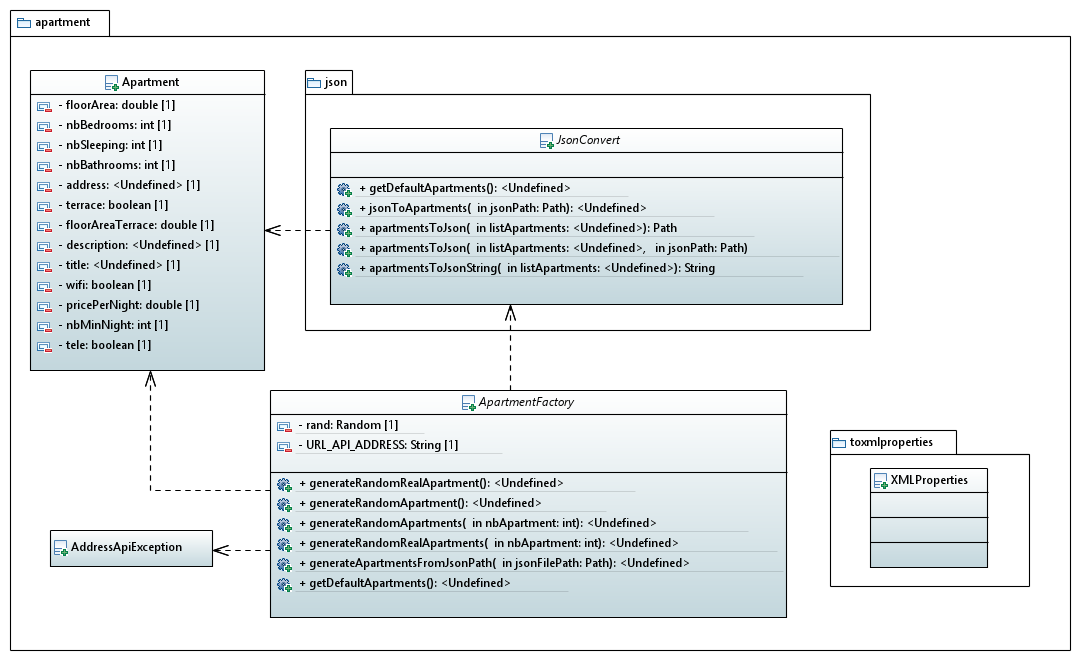 apartment
Apartment
- floorArea: double [1]
- nbBedrooms: int [1]
- nbSleeping: int [1]
- nbBathrooms: int [1]
- address: <Undefined> [1]
- terrace: boolean [1]
- floorAreaTerrace: double [1]
- description: <Undefined> [1]
- title: <Undefined> [1]
- wifi: boolean [1]
- pricePerNight: double [1]
- nbMinNight: int [1]
- tele: boolean [1]
json
JsonConvert
+ getDefaultApartments(): <Undefined>
+ jsonToApartments( in jsonPath: Path): <Undefined>
+ apartmentsToJson( in listApartments: <Undefined>): Path
+ apartmentsToJson( in listApartments: <Undefined>, in jsonPath: Path)
+ apartmentsToJsonString( in listApartments: <Undefined>): String
ApartmentFactory
- rand: Random [1]
- URL_API_ADDRESS: String [1]
+ generateRandomRealApartment(): <Undefined>
+ generateRandomApartment(): <Undefined>
+ generateRandomApartments( in nbApartment: int): <Undefined>
+ generateRandomRealApartments( in nbApartment: int): <Undefined>
+ generateApartmentsFromJsonPath( in jsonFilePath: Path): <Undefined>
+ getDefaultApartments(): <Undefined>
AddressApiException
toxmlproperties
XMLProperties